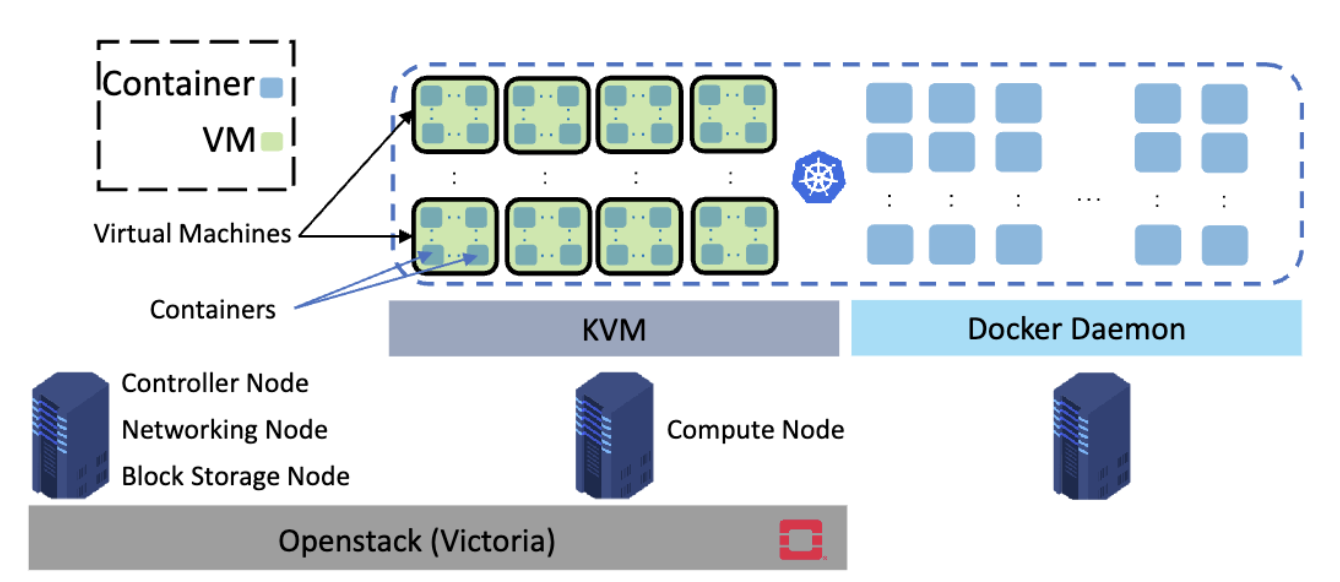 Container
VM
Virtual Machines
Containers
KVM
Docker Daemon
Controller Node
Networking Node
Block Storage Node
Compute Node
Openstack (Victoria)